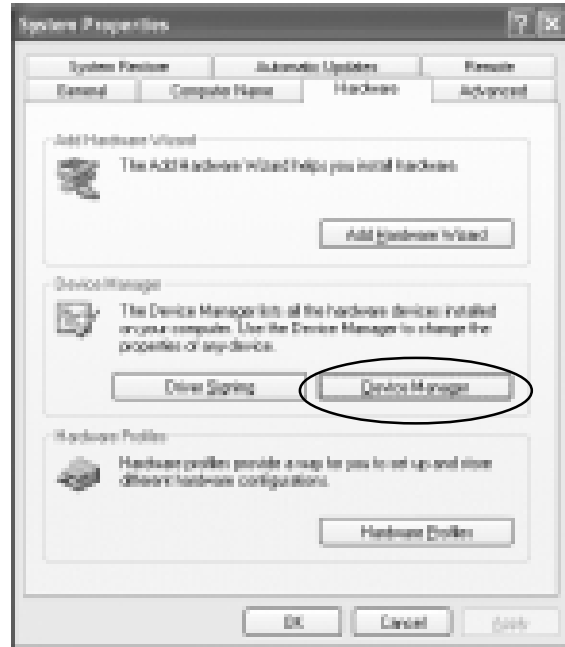 System Properties
System Restore Automatic Updates Remote
General Computer Name Hardware Advanced
Add Hardware Wizard
The Add Hardware Wizard helps you install hardware.
Add Hardware Wizard
Device Manager
The Device Manager lists all the hardware devices installed
on your computer. Use the Device Manager to change the
properties of any device.
Driver Signing Device Manager
Hardware Profiles
Hardware profiles provide a way for you to set up and store
different hardware configurations.
Hardware Profiles
OK Cancel Apply